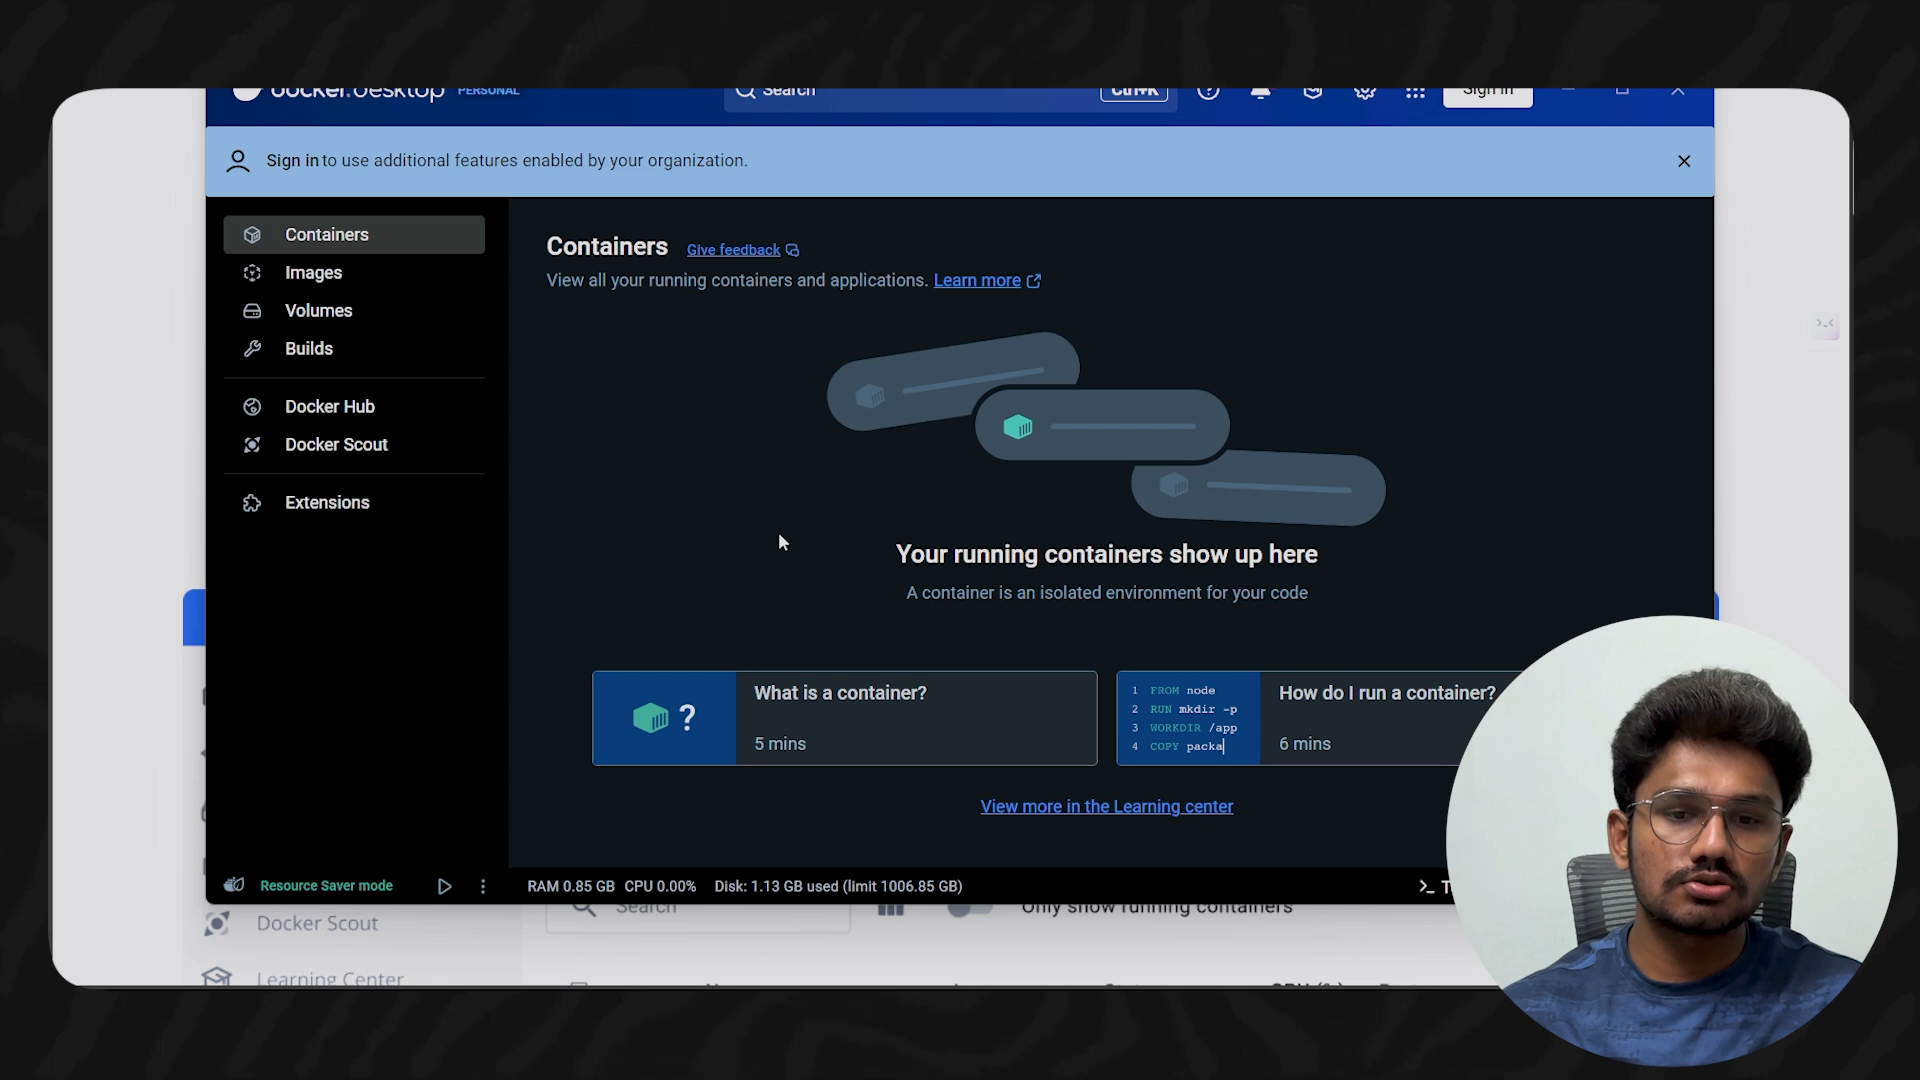 docker.desktop PERSONAL
Search
Ctrl+K
Sign in
Sign in to use additional features enabled by your organization.
Containers
Images
Volumes
Builds
Docker Hub
Docker Scout
Extensions
Containers Give feedback
View all your running containers and applications. Learn more
Your running containers show up here
A container is an isolated environment for your code
?
What is a container?
5 mins
1 FROM node
2 RUN mkdir -p
3 WORKDIR /app
4 COPY packa
How do I run a container?
6 mins
View more in the Learning center
Resource Saver mode
RAM 0.85 GB CPU 0.00% Disk: 1.13 GB used (limit 1006.85 GB)
>_ T
Search
Only show running containers
Docker Scout
Learning Center